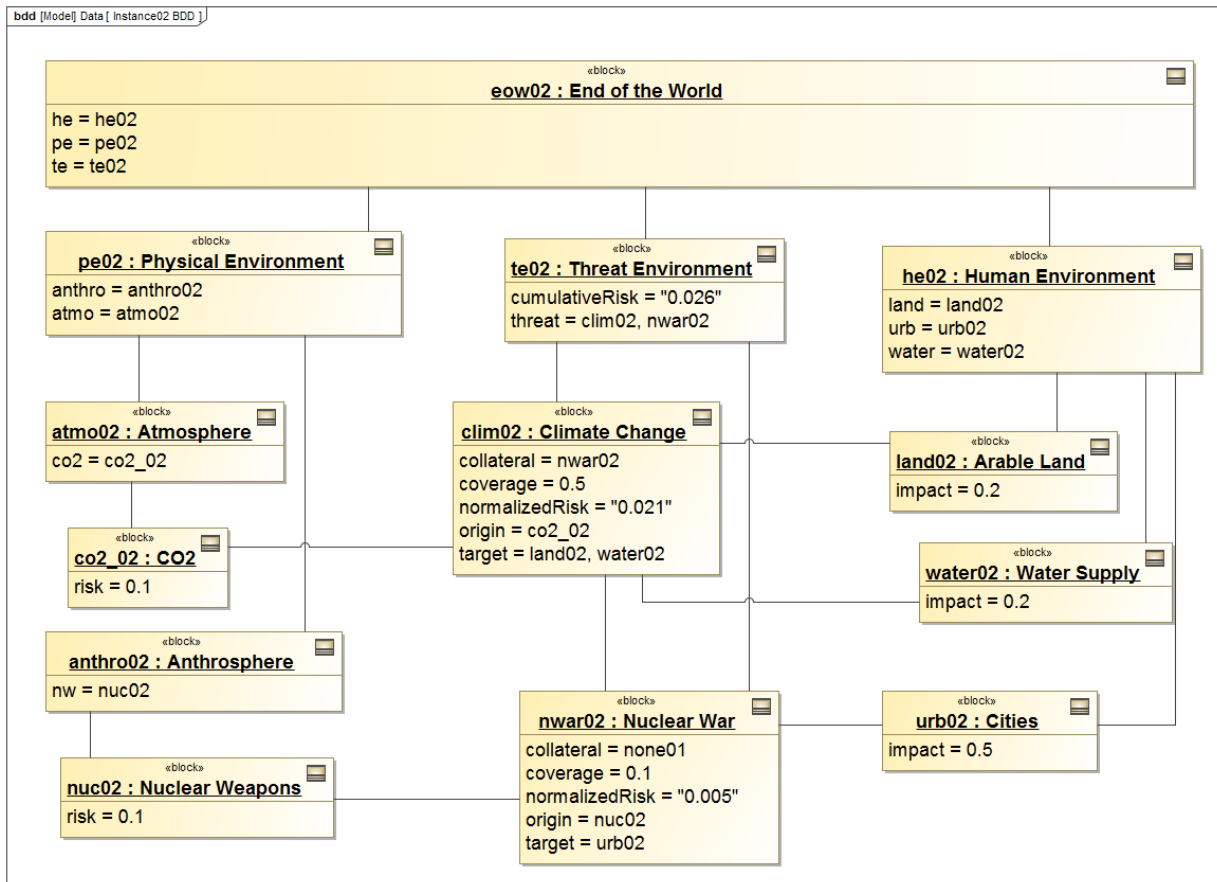 bdd [Model] Data [ Instance02 BDD ]
«block»
eow02 : End of the World
he = he02
pe = pe02
te = te02
«block»
pe02 : Physical Environment
anthro = anthro02
atmo = atmo02
«block»
te02 : Threat Environment
cumulativeRisk = "0.026"
threat = clim02, nwar02
«block»
he02 : Human Environment
land = land02
urb = urb02
water = water02
«block»
atmo02 : Atmosphere
co2 = co2_02
«block»
clim02 : Climate Change
collateral = nwar02
coverage = 0.5
normalizedRisk = "0.021"
origin = co2_02
target = land02, water02
«block»
land02 : Arable Land
impact = 0.2
«block»
co2_02 : CO2
risk = 0.1
«block»
water02 : Water Supply
impact = 0.2
«block»
anthro02 : Anthrosphere
nw = nuc02
«block»
nwar02 : Nuclear War
collateral = none01
coverage = 0.1
normalizedRisk = "0.005"
origin = nuc02
target = urb02
«block»
urb02 : Cities
impact = 0.5
«block»
nuc02 : Nuclear Weapons
risk = 0.1